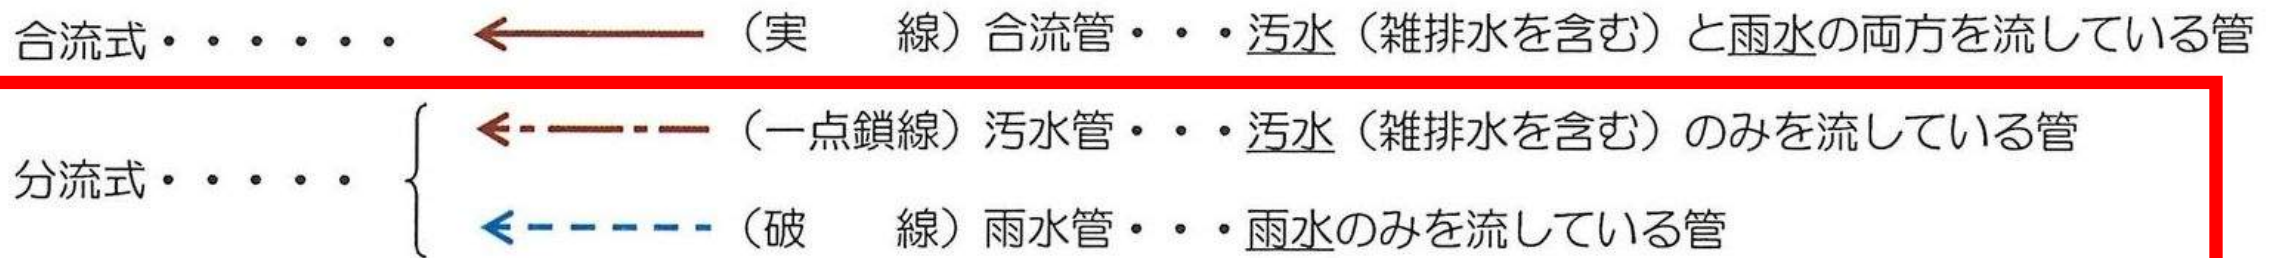 合流式・・・・・・ （実　　線）合流管・・・汚水（雑排水を含む）と雨水の両方を流している管
（一点鎖線）汚水管・・・汚水（雑排水を含む）のみを流している管
分流式・・・・・
（破　　線）雨水管・・・雨水のみを流している管